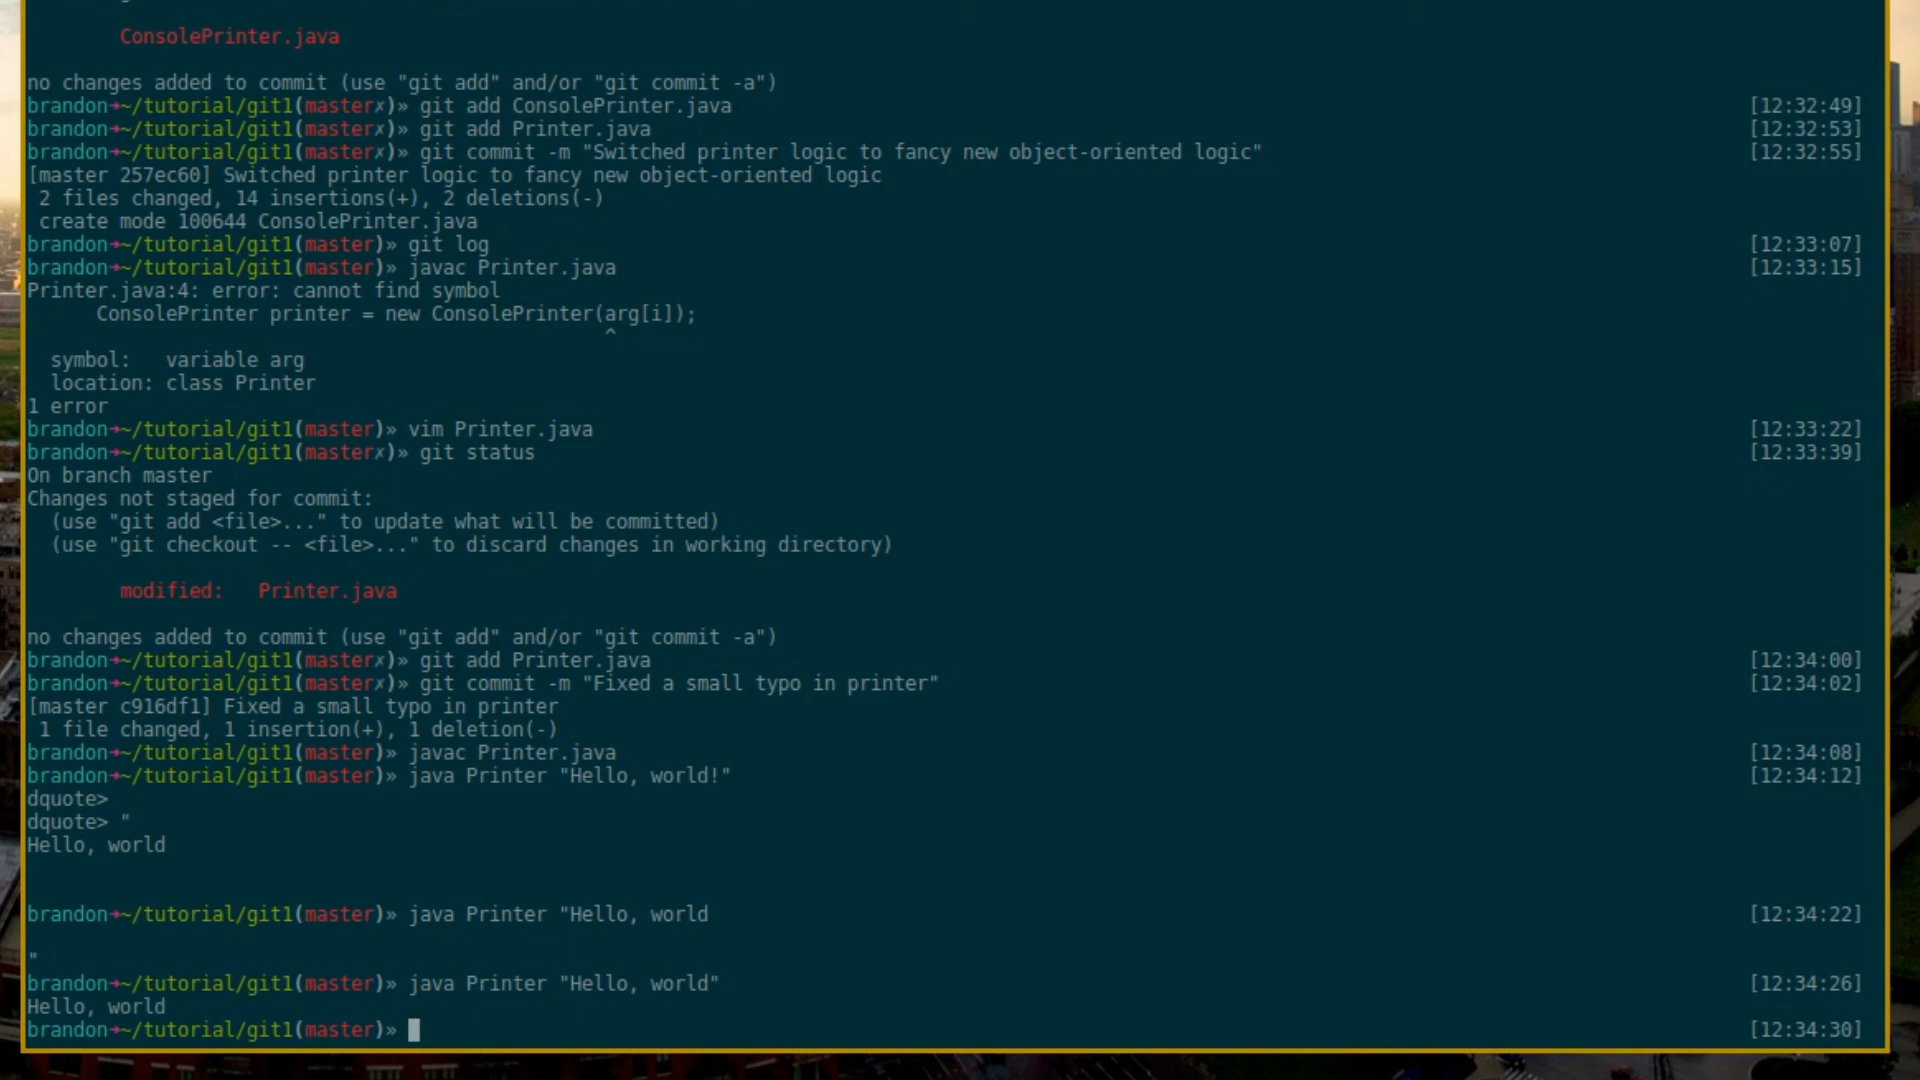 ConsolePrinter.java
no changes added to commit (use "git add" and/or "git commit -a")
brandon→~/tutorial/git1(master✗)» git add ConsolePrinter.java [12:32:49]
brandon→~/tutorial/git1(master✗)» git add Printer.java [12:32:53]
brandon→~/tutorial/git1(master✗)» git commit -m "Switched printer logic to fancy new object-oriented logic" [12:32:55]
[master 257ec60] Switched printer logic to fancy new object-oriented logic
2 files changed, 14 insertions(+), 2 deletions(-)
create mode 100644 ConsolePrinter.java
brandon→~/tutorial/git1(master)» git log [12:33:07]
brandon→~/tutorial/git1(master)» javac Printer.java [12:33:15]
Printer.java:4: error: cannot find symbol
ConsolePrinter printer = new ConsolePrinter(arg[i]);
^
symbol:   variable arg
location: class Printer
1 error
brandon→~/tutorial/git1(master)» vim Printer.java [12:33:22]
brandon→~/tutorial/git1(master✗)» git status [12:33:39]
On branch master
Changes not staged for commit:
(use "git add <file>..." to update what will be committed)
(use "git checkout -- <file>..." to discard changes in working directory)
modified:   Printer.java
no changes added to commit (use "git add" and/or "git commit -a")
brandon→~/tutorial/git1(master✗)» git add Printer.java [12:34:00]
brandon→~/tutorial/git1(master✗)» git commit -m "Fixed a small typo in printer" [12:34:02]
[master c916df1] Fixed a small typo in printer
1 file changed, 1 insertion(+), 1 deletion(-)
brandon→~/tutorial/git1(master)» javac Printer.java [12:34:08]
brandon→~/tutorial/git1(master)» java Printer "Hello, world!" [12:34:12]
dquote>
dquote> "
Hello, world
brandon→~/tutorial/git1(master)» java Printer "Hello, world [12:34:22]
"
brandon→~/tutorial/git1(master)» java Printer "Hello, world" [12:34:26]
Hello, world
brandon→~/tutorial/git1(master)» [12:34:30]